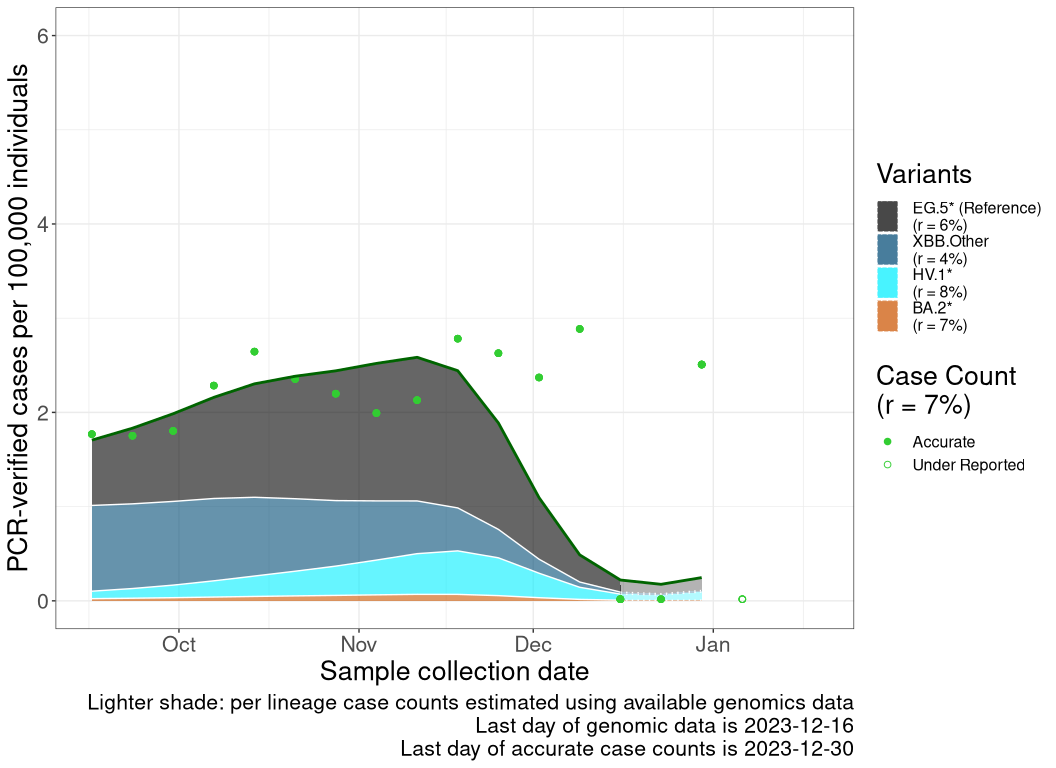 PCR-verified cases per 100,000 individuals
6
4
2
0
Oct
Nov
Dec
Jan
Sample collection date
Lighter shade: per lineage case counts estimated using available genomics data
Last day of genomic data is 2023-12-16
Last day of accurate case counts is 2023-12-30
Variants
EG.5* (Reference)
(r = 6%)
XBB.Other
(r = 4%)
HV.1*
(r = 8%)
BA.2*
(r = 7%)
Case Count
(r = 7%)
Accurate
Under Reported